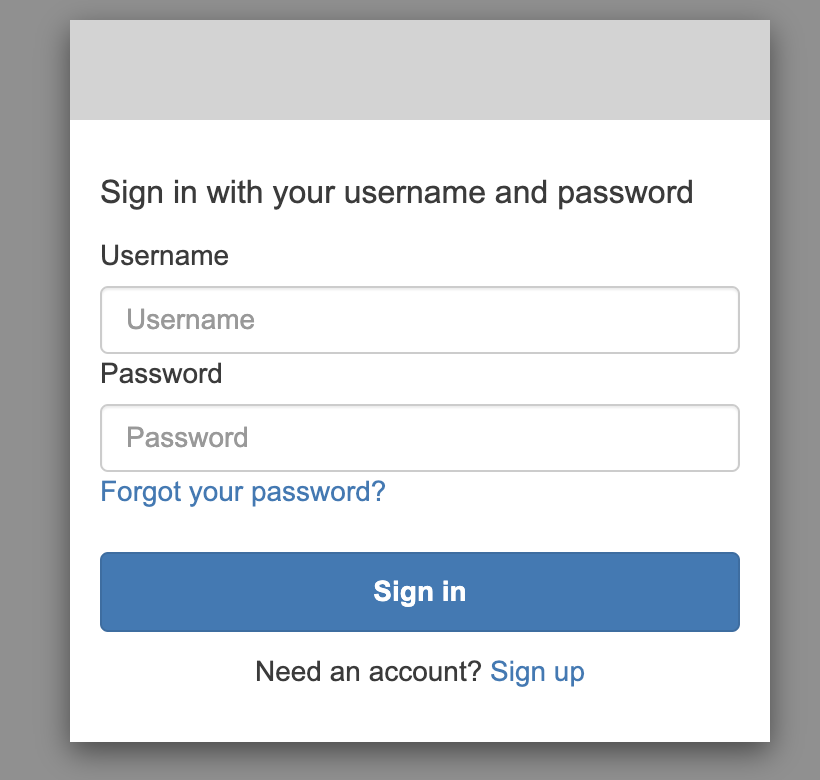 Sign in with your username and password
Username
Username
Password
Password
Forgot your password?
Sign in
Need an account? Sign up